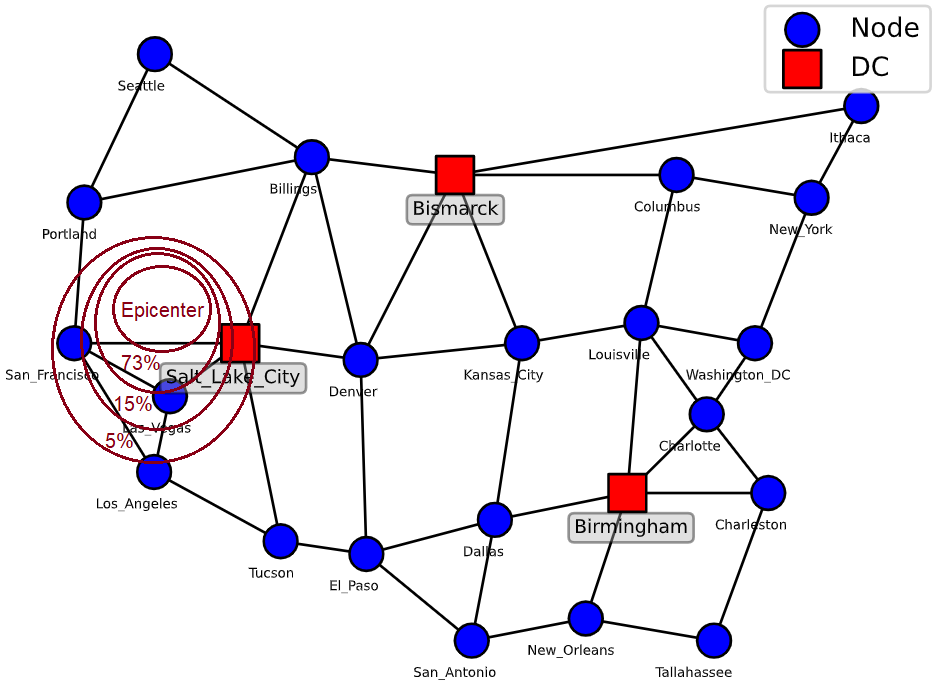 Node
DC
Seattle
Ithaca
Billings
Bismarck
Columbus
New_York
Portland
Epicenter
San_Francisco
73%
Salt_Lake_City
Denver
Kansas_City
Louisville
Washington_DC
15%
Las_Vegas
5%
Charlotte
Los_Angeles
Birmingham
Charleston
Dallas
Tucson
El_Paso
New_Orleans
San_Antonio
Tallahassee